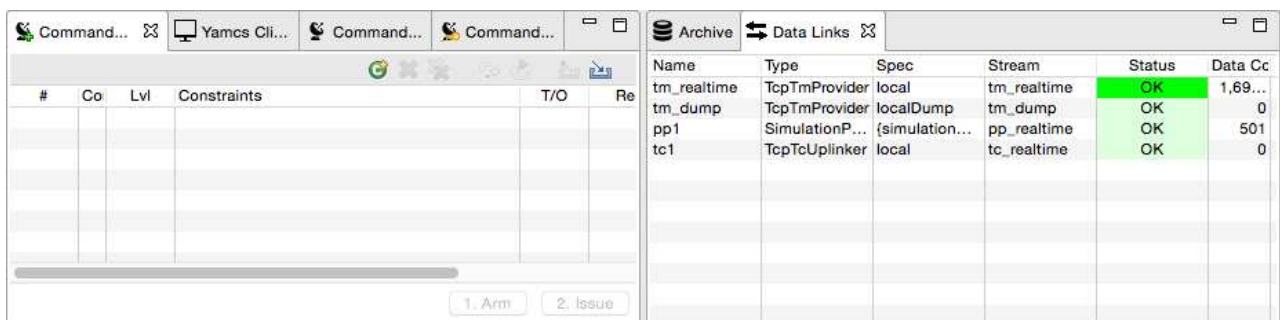 Command... Yamcs Cli... Command... Command...
# Co Lvl Constraints T/O Re
1. Arm 2. Issue
Archive Data Links
Name Type Spec Stream Status Data Co
tm_realtime TcpTmProvider local tm_realtime OK 1,69...
tm_dump TcpTmProvider localDump tm_dump OK 0
pp1 SimulationP... {simulation... pp_realtime OK 501
tc1 TcpTcUplinker local tc_realtime OK 0